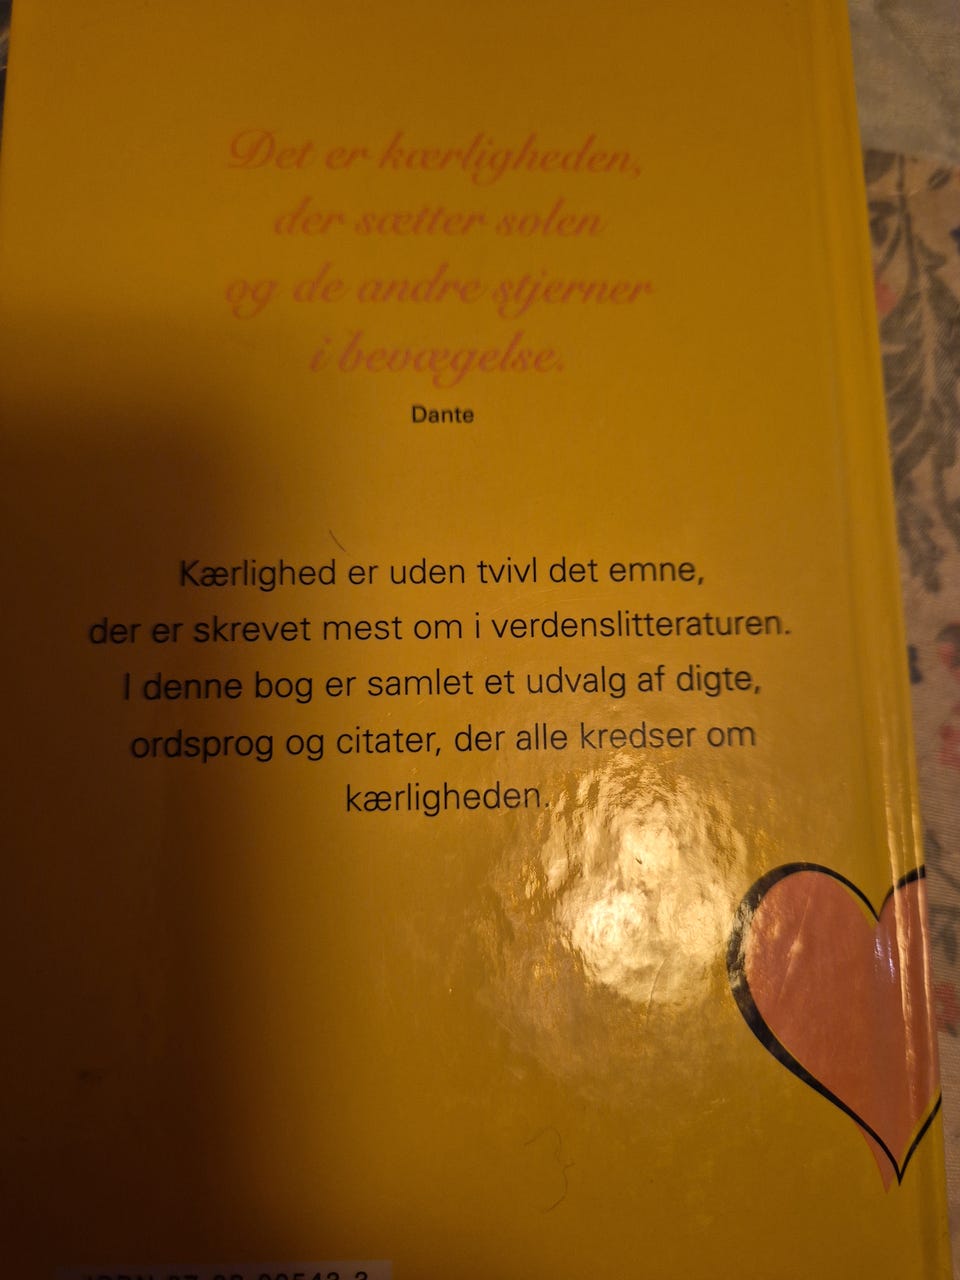 Det er kærligheden,
der sætter solen
og de andre stjerner
i bevægelse.
Dante
Kærlighed er uden tvivl det emne,
der er skrevet mest om i verdenslitteraturen.
I denne bog er samlet et udvalg af digte,
ordsprog og citater, der alle kredser om
kærligheden.